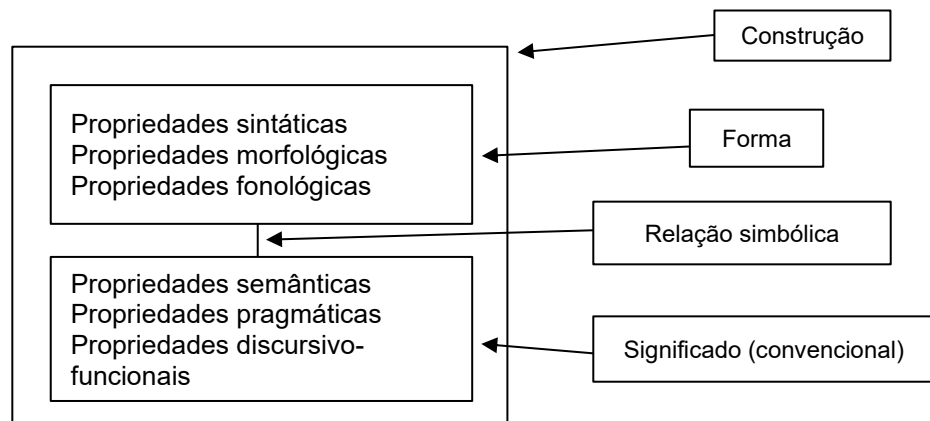 Construção
Propriedades sintáticas
Propriedades morfológicas
Propriedades fonológicas
Forma
Relação simbólica
Propriedades semânticas
Propriedades pragmáticas
Propriedades discursivo-
funcionais
Significado (convencional)